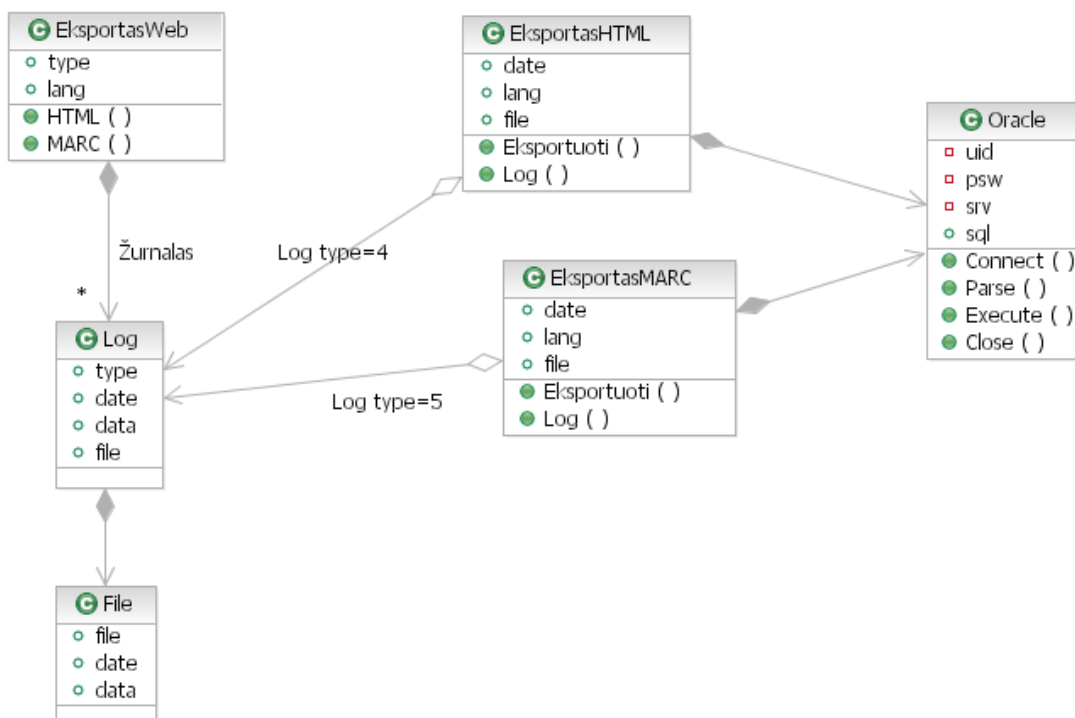 EksportasWeb
type
lang
HTML ( )
MARC ( )
EksportasHTML
date
lang
file
Eksportuoti ( )
Log ( )
Oracle
uid
psw
srv
sql
Connect ( )
Parse ( )
Execute ( )
Close ( )
Žurnalas
*
Log type=4
EksportasMARC
date
lang
file
Eksportuoti ( )
Log ( )
Log type=5
Log
type
date
data
file
File
file
date
data